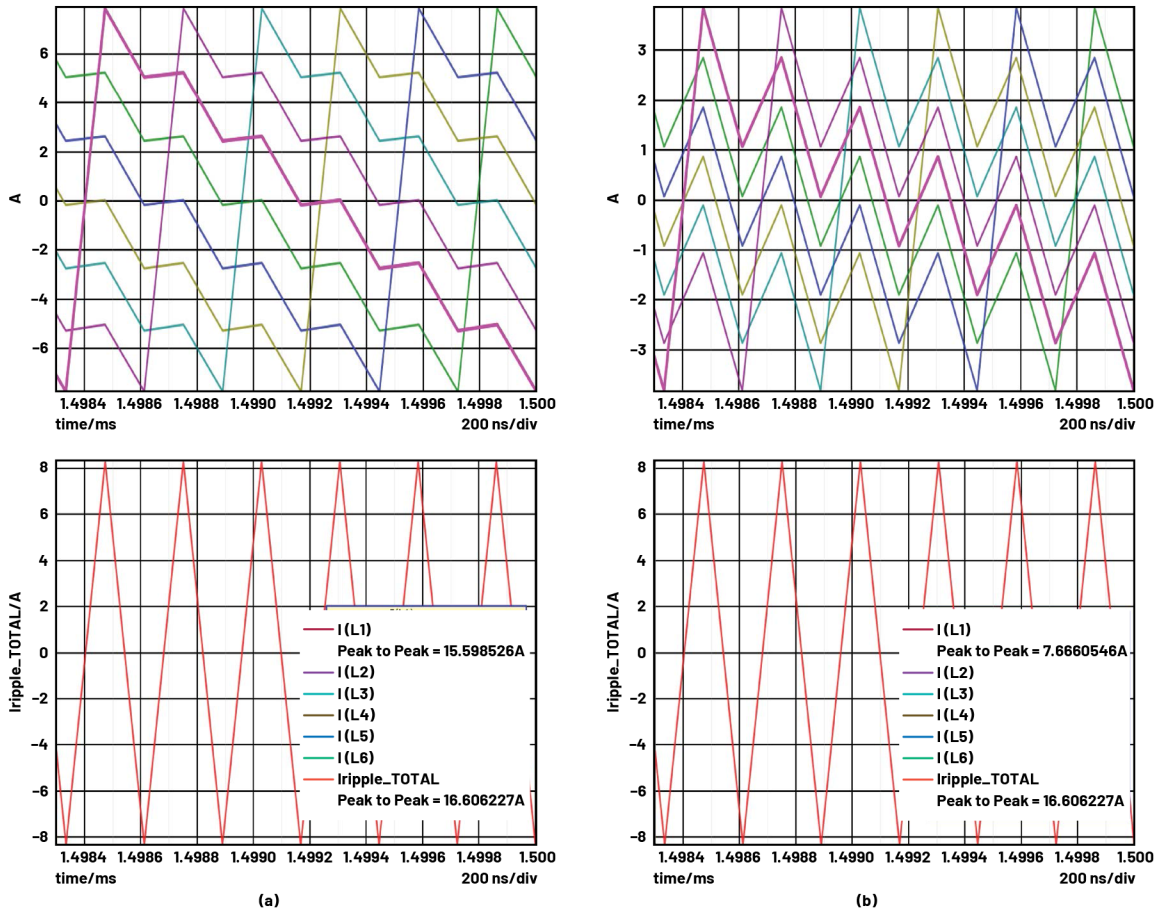 6
4
2
0
-2
-4
-6
A
1.4984 1.4986 1.4988 1.4990 1.4992 1.4994 1.4996 1.4998 1.500
time/ms 200 ns/div
3
2
1
0
-1
-2
-3
A
1.4984 1.4986 1.4988 1.4990 1.4992 1.4994 1.4996 1.4998 1.500
time/ms 200 ns/div
8
6
4
2
0
-2
-4
-6
-8
Iripple_TOTAL/A
I(L1)
Peak to Peak = 15.598526A
I(L2)
I(L3)
I(L4)
I(L5)
I(L6)
Iripple_TOTAL
Peak to Peak = 16.606227A
1.4984 1.4986 1.4988 1.4990 1.4992 1.4994 1.4996 1.4998 1.500
time/ms 200 ns/div
(a)
8
6
4
2
0
-2
-4
-6
-8
Iripple_TOTAL/A
I(L1)
Peak to Peak = 7.6660546A
I(L2)
I(L3)
I(L4)
I(L5)
I(L6)
Iripple_TOTAL
Peak to Peak = 16.606227A
1.4984 1.4986 1.4988 1.4990 1.4992 1.4994 1.4996 1.4998 1.500
time/ms 200 ns/div
(b)